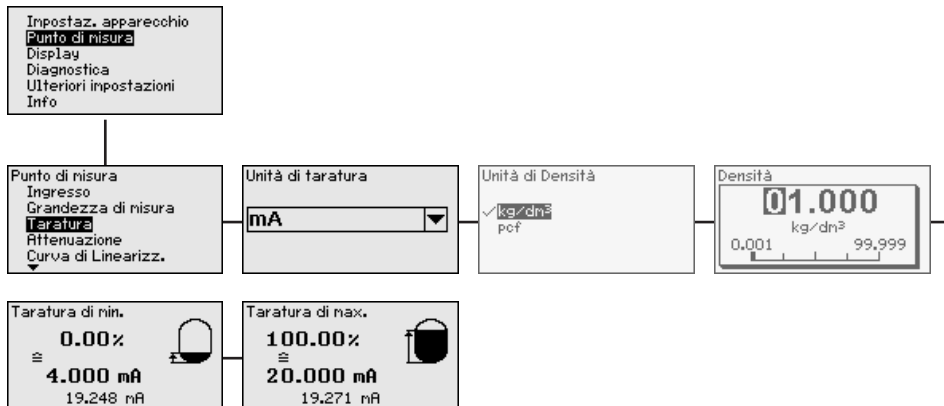 Impostaz. apparecchio
Punto di misura
Display
Diagnostica
Ulteriori impostazioni
Info
Punto di misura
Ingresso
Grandezza di misura
Taratura
Attenuazione
Curva di Linearizz.
Unità di taratura
mA
Unità di Densità
kg/dm³
pcf
Densità
01.000
kg/dm³
0.001 99.999
Taratura di min.
0.00%
≙
4.000 mA
19.248 mA
Taratura di max.
100.00%
≙
20.000 mA
19.271 mA